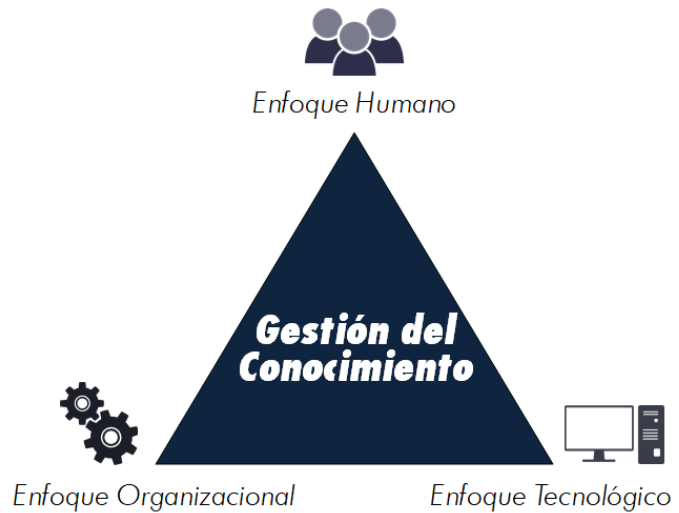 Enfoque Humano
Gestión del
Conocimiento
Enfoque Organizacional
Enfoque Tecnológico